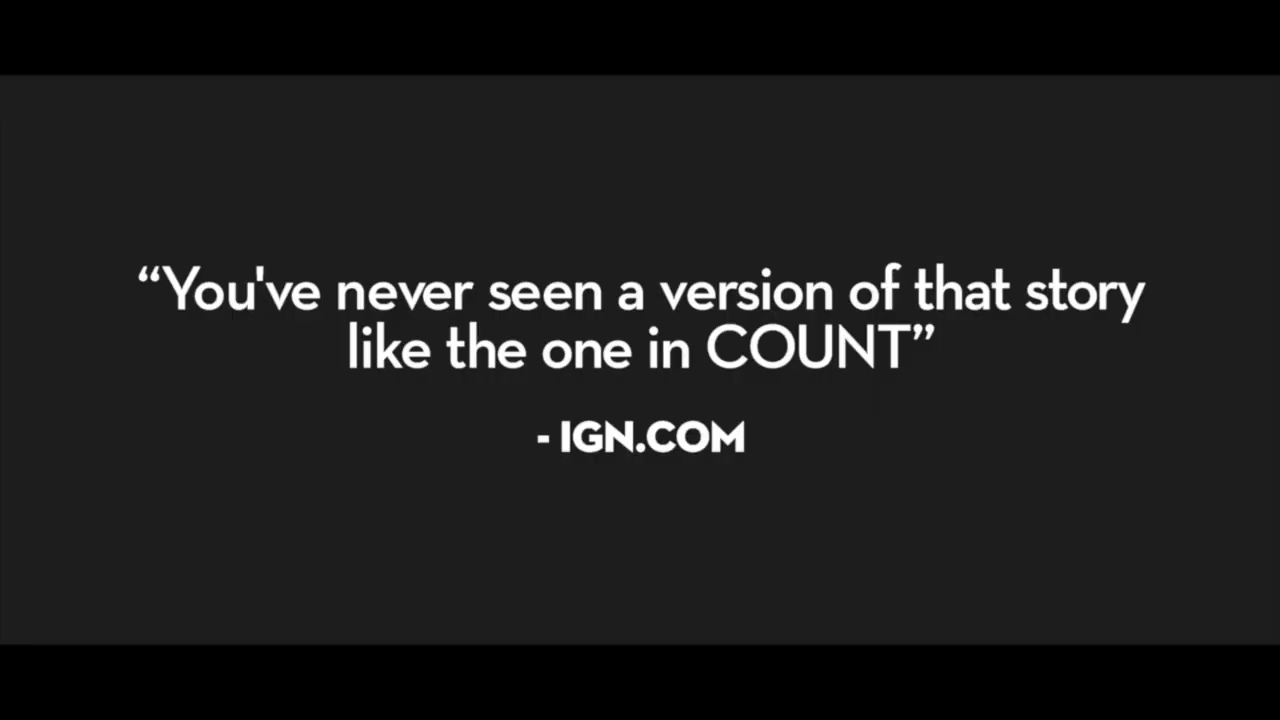 “You've never seen a version of that story
like the one in COUNT”
- IGN.COM